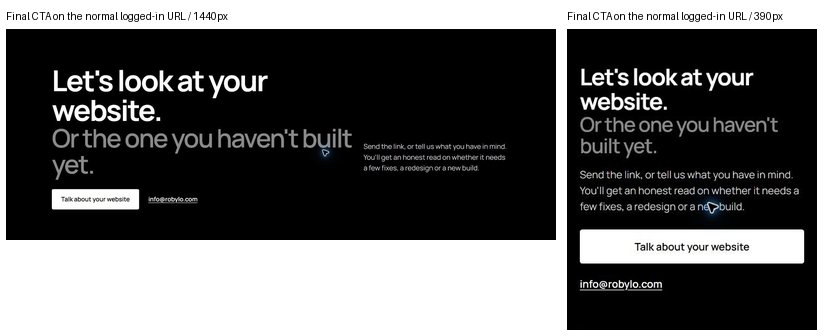 Final CTA on the normal logged-in URL / 1440px
Let's look at your
website.
Or the one you haven't built
yet.
Send the link, or tell us what you have in mind.
You'll get an honest read on whether it needs
a few fixes, a redesign or a new build.
Talk about your website
info@robylo.com
Final CTA on the normal logged-in URL / 390px
Let's look at your
website.
Or the one you haven't
built yet.
Send the link, or tell us what you have in mind.
You'll get an honest read on whether it needs a
few fixes, a redesign or a new build.
Talk about your website
info@robylo.com